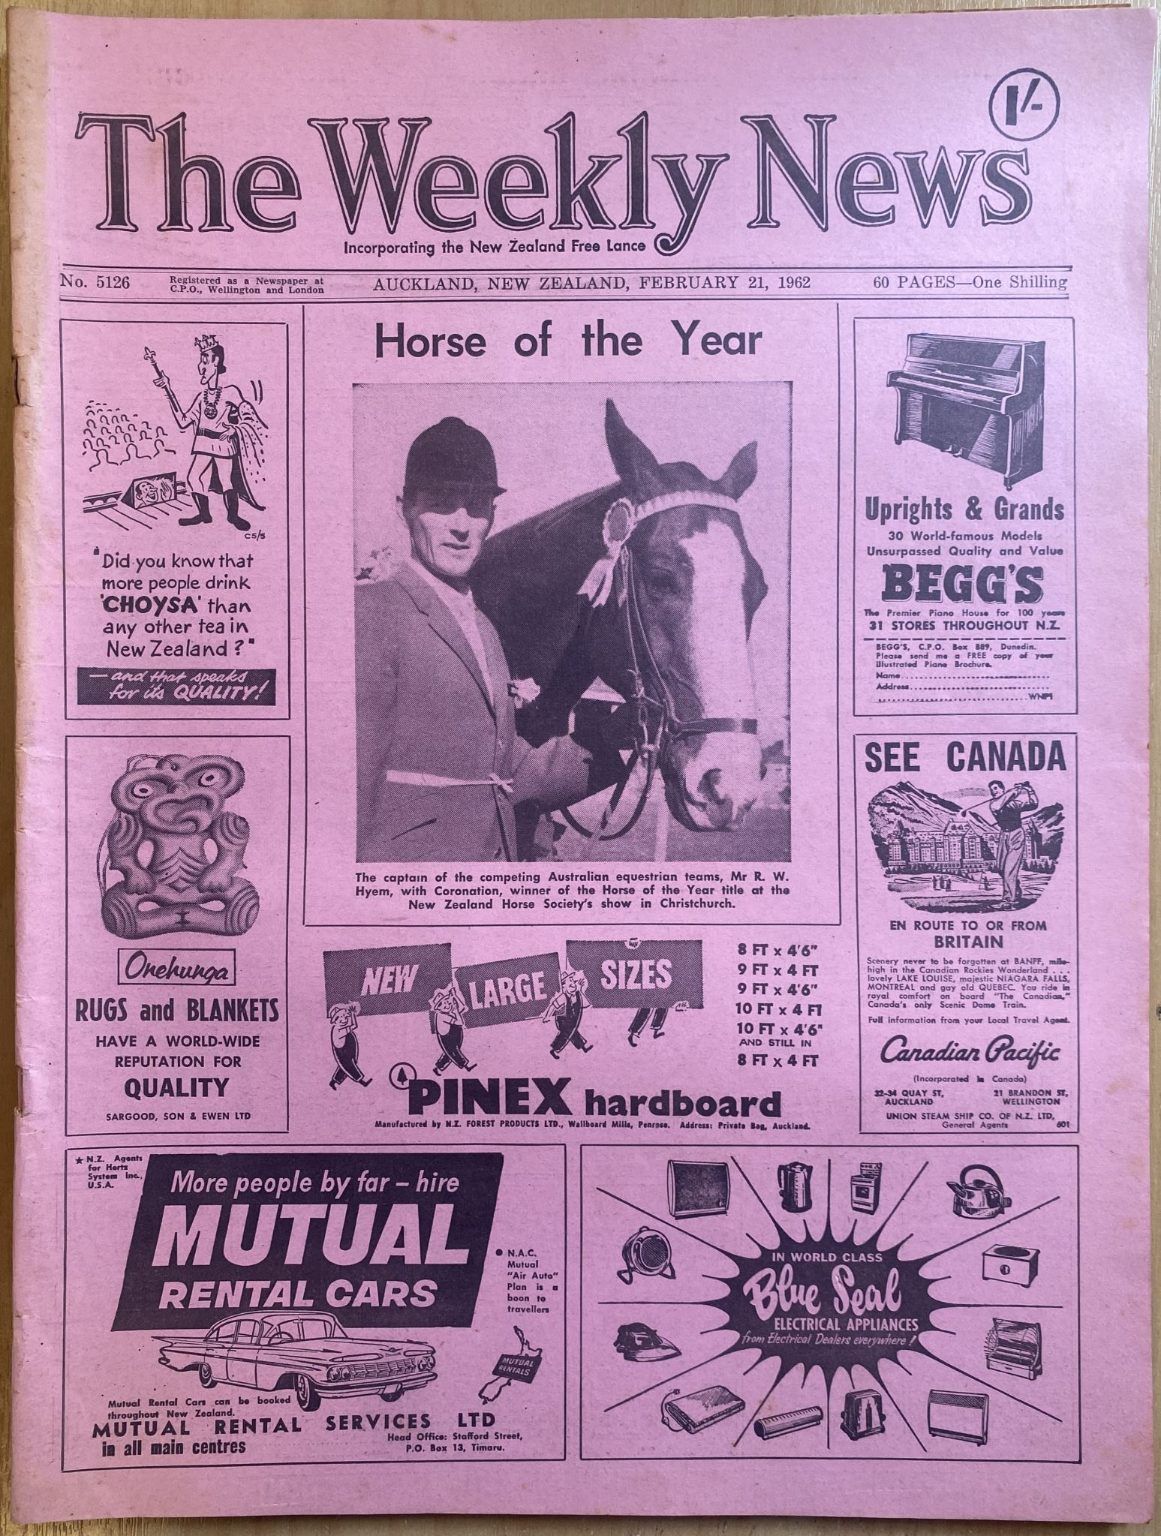 1/-
The Weekly News
Incorporating the New Zealand Free Lance
No. 5126
Registered as a Newspaper at
C.P.O., Wellington and London
AUCKLAND, NEW ZEALAND, FEBRUARY 21, 1962
60 PAGES—One Shilling
CS/S
"Did you know that
more people drink
'CHOYSA' than
any other tea in
New Zealand?"
—and that speaks
for its QUALITY!
Horse of the Year
The captain of the competing Australian equestrian teams, Mr R. W.
Hyem, with Coronation, winner of the Horse of the Year title at the
New Zealand Horse Society's show in Christchurch.
Uprights & Grands
30 World-famous Models
Unsurpassed Quality and Value
BEGG'S
The Premier Piano House for 100 years
31 STORES THROUGHOUT N.Z.
BEGG'S, C.P.O. Box 889, Dunedin.
Please send me a FREE copy of your
Illustrated Piano Brochure.
Name
Address
WNP1
Onehunga
RUGS and BLANKETS
HAVE A WORLD-WIDE
REPUTATION FOR
QUALITY
SARGOOD, SON & EWEN LTD
NEW LARGE SIZES
8 FT x 4'6"
9 FT x 4 FT
9 FT x 4'6"
10 FT x 4 FT
10 FT x 4'6"
AND STILL IN
8 FT x 4 FT
PINEX hardboard
Manufactured by N.Z. FOREST PRODUCTS LTD., Wallboard Mills, Penrose. Address: Private Bag, Auckland.
SEE CANADA
EN ROUTE TO OR FROM
BRITAIN
Scenery never to be forgotten at BANFF, mile-
high in the Canadian Rockies Wonderland . . .
lovely LAKE LOUISE, majestic NIAGARA FALLS,
MONTREAL and gay old QUEBEC. You ride in
royal comfort on board "The Canadian,"
Canada's only Scenic Dome Train.
Full information from your Local Travel Agent.
Canadian Pacific
(Incorporated in Canada)
32-34 QUAY ST,
AUCKLAND
21 BRANDON ST,
WELLINGTON
UNION STEAM SHIP CO. OF N.Z. LTD,
General Agents
601
★ N.Z. Agents
for Hertz
System Inc.,
U.S.A.
More people by far – hire
MUTUAL
RENTAL CARS
• N.A.C.
Mutual
"Air Auto"
Plan is a
boon to
travellers
MUTUAL
RENTALS
Mutual Rental Cars can be booked
throughout New Zealand.
MUTUAL RENTAL SERVICES LTD
in all main centres
Head Office: Stafford Street,
P.O. Box 13, Timaru.
IN WORLD CLASS
Blue Seal
ELECTRICAL APPLIANCES
from Electrical Dealers everywhere!